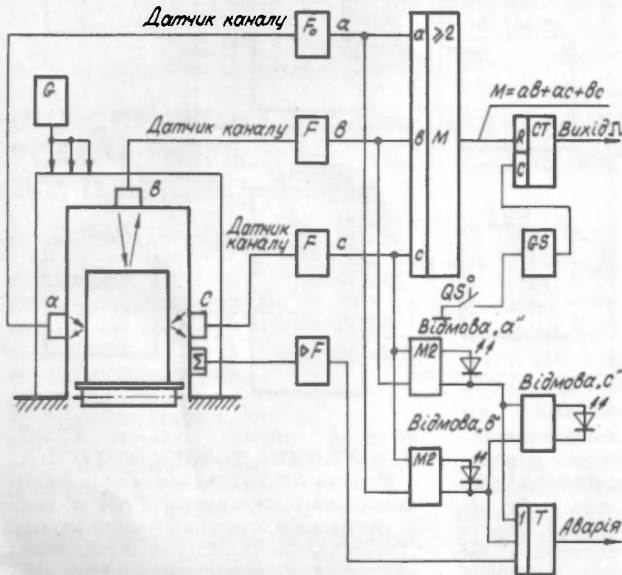 Датчик каналу
F₀
a
a
≥2
G
Датчик каналу
F
в
в
M
M=aв+ac+вc
R
CT
Вихід
C
в
Датчик каналу
F
c
c
GS
QSy
a
C
Відмова „a"
▷F
M2
Відмова „c"
Відмова „в"
M2
1
T
Аварія